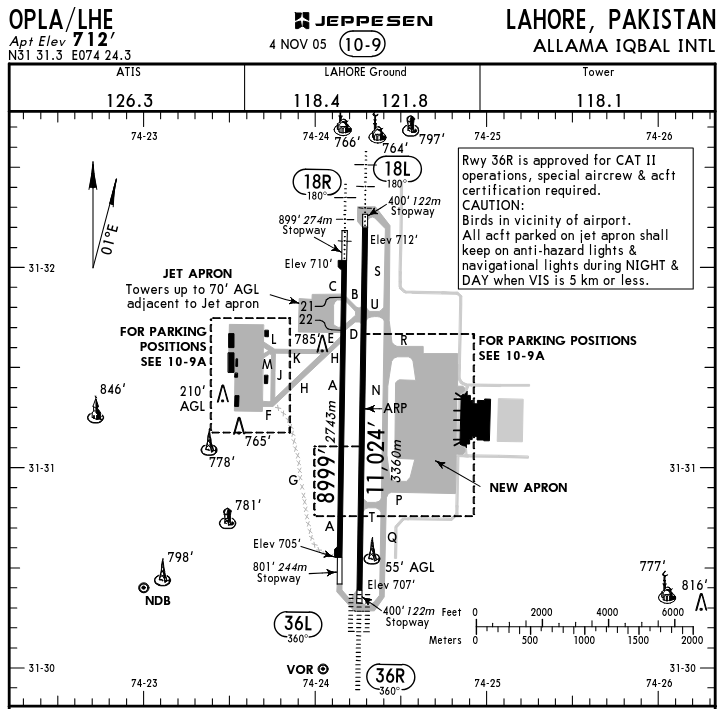 OPLA/LHE
JEPPESEN
LAHORE, PAKISTAN
Apt Elev 712'
4 NOV 05
10-9
ALLAMA IQBAL INTL
N31 31.3 E074 24.3
ATIS
LAHORE Ground
Tower
126.3
118.4 121.8
118.1
74-23
74-24
74-25
74-26
766'
764'
797'
01°E
18R
180°
18L
180°
400' 122m
Stopway
899' 274m
Stopway
Elev 712'
Elev 710'
Rwy 36R is approved for CAT II
operations, special aircrew & acft
certification required.
CAUTION:
Birds in vicinity of airport.
All acft parked on jet apron shall
keep on anti-hazard lights &
navigational lights during NIGHT &
DAY when VIS is 5 km or less.
31-32
31-32
JET APRON
Towers up to 70' AGL
adjacent to Jet apron
C
B
S
U
21
22
FOR PARKING
POSITIONS
SEE 10-9A
785'
E
D
R
FOR PARKING POSITIONS
SEE 10-9A
L
M
J
K
H
H
A
N
F
210'
AGL
765'
846'
778'
2743m
8999'
ARP
11,024'
3360m
31-31
31-31
G
P
NEW APRON
781'
A
T
Q
Elev 705'
801' 244m
Stopway
55' AGL
Elev 707'
798'
NDB
777'
816'
400' 122m
Stopway
36L
360°
Feet 0 2000 4000 6000
Meters 0 500 1000 1500 2000
31-30
31-30
VOR
36R
360°
74-23
74-24
74-25
74-26